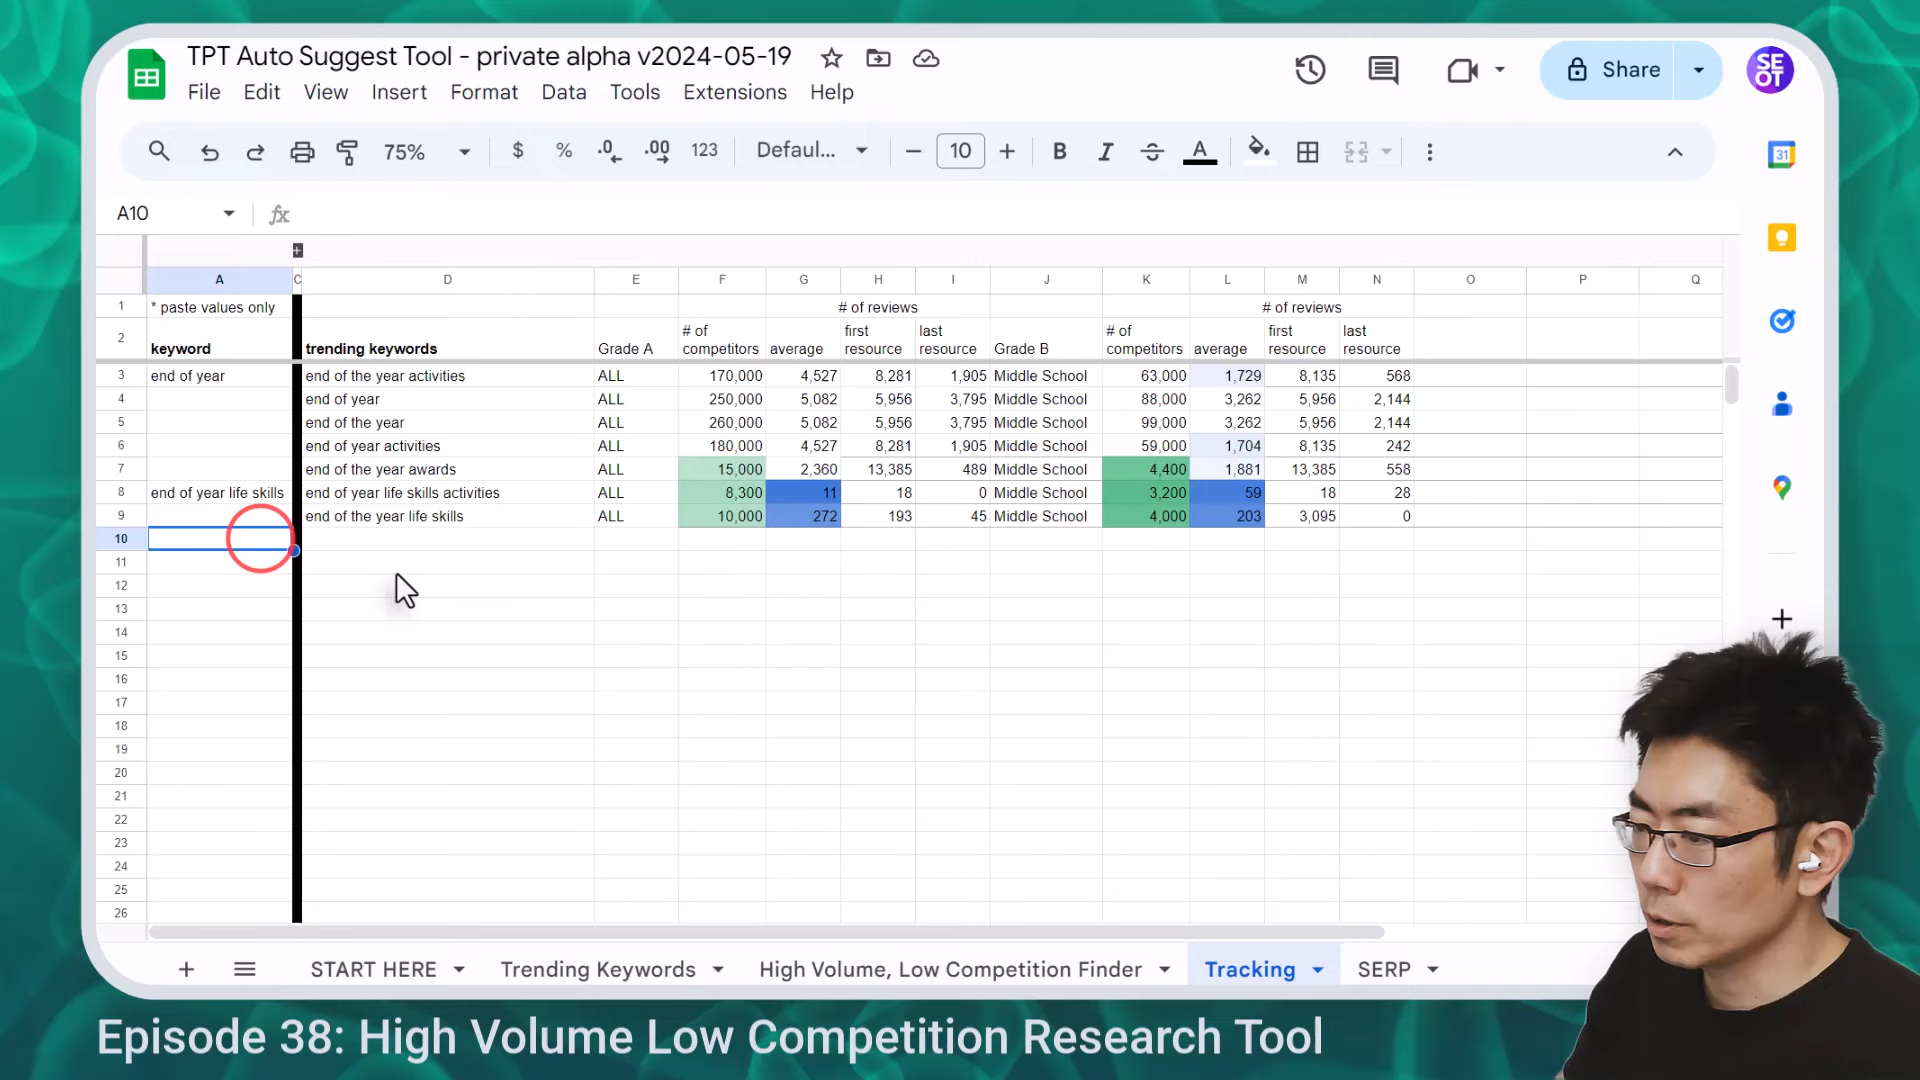 TPT Auto Suggest Tool - private alpha v2024-05-19
File Edit View Insert Format Data Tools Extensions Help
Share
SE
OT
75% $ % .0 .00 123 Defaul... 10 B I S A
31
A10 fx
A C D E F G H I J K L M N O P Q
1 * paste values only # of reviews # of reviews
2 keyword trending keywords Grade A # of competitors average first resource last resource Grade B # of competitors average first resource last resource
3 end of year end of the year activities ALL 170,000 4,527 8,281 1,905 Middle School 63,000 1,729 8,135 568
4 end of year ALL 250,000 5,082 5,956 3,795 Middle School 88,000 3,262 5,956 2,144
5 end of the year ALL 260,000 5,082 5,956 3,795 Middle School 99,000 3,262 5,956 2,144
6 end of year activities ALL 180,000 4,527 8,281 1,905 Middle School 59,000 1,704 8,135 242
7 end of the year awards ALL 15,000 2,360 13,385 489 Middle School 4,400 1,881 13,385 558
8 end of year life skills end of year life skills activities ALL 8,300 11 18 0 Middle School 3,200 59 18 28
9 end of the year life skills ALL 10,000 272 193 45 Middle School 4,000 203 3,095 0
10
11
12
13
14
15
16
17
18
19
20
21
22
23
24
25
26
START HERE Trending Keywords High Volume, Low Competition Finder Tracking SERP
Episode 38: High Volume Low Competition Research Tool